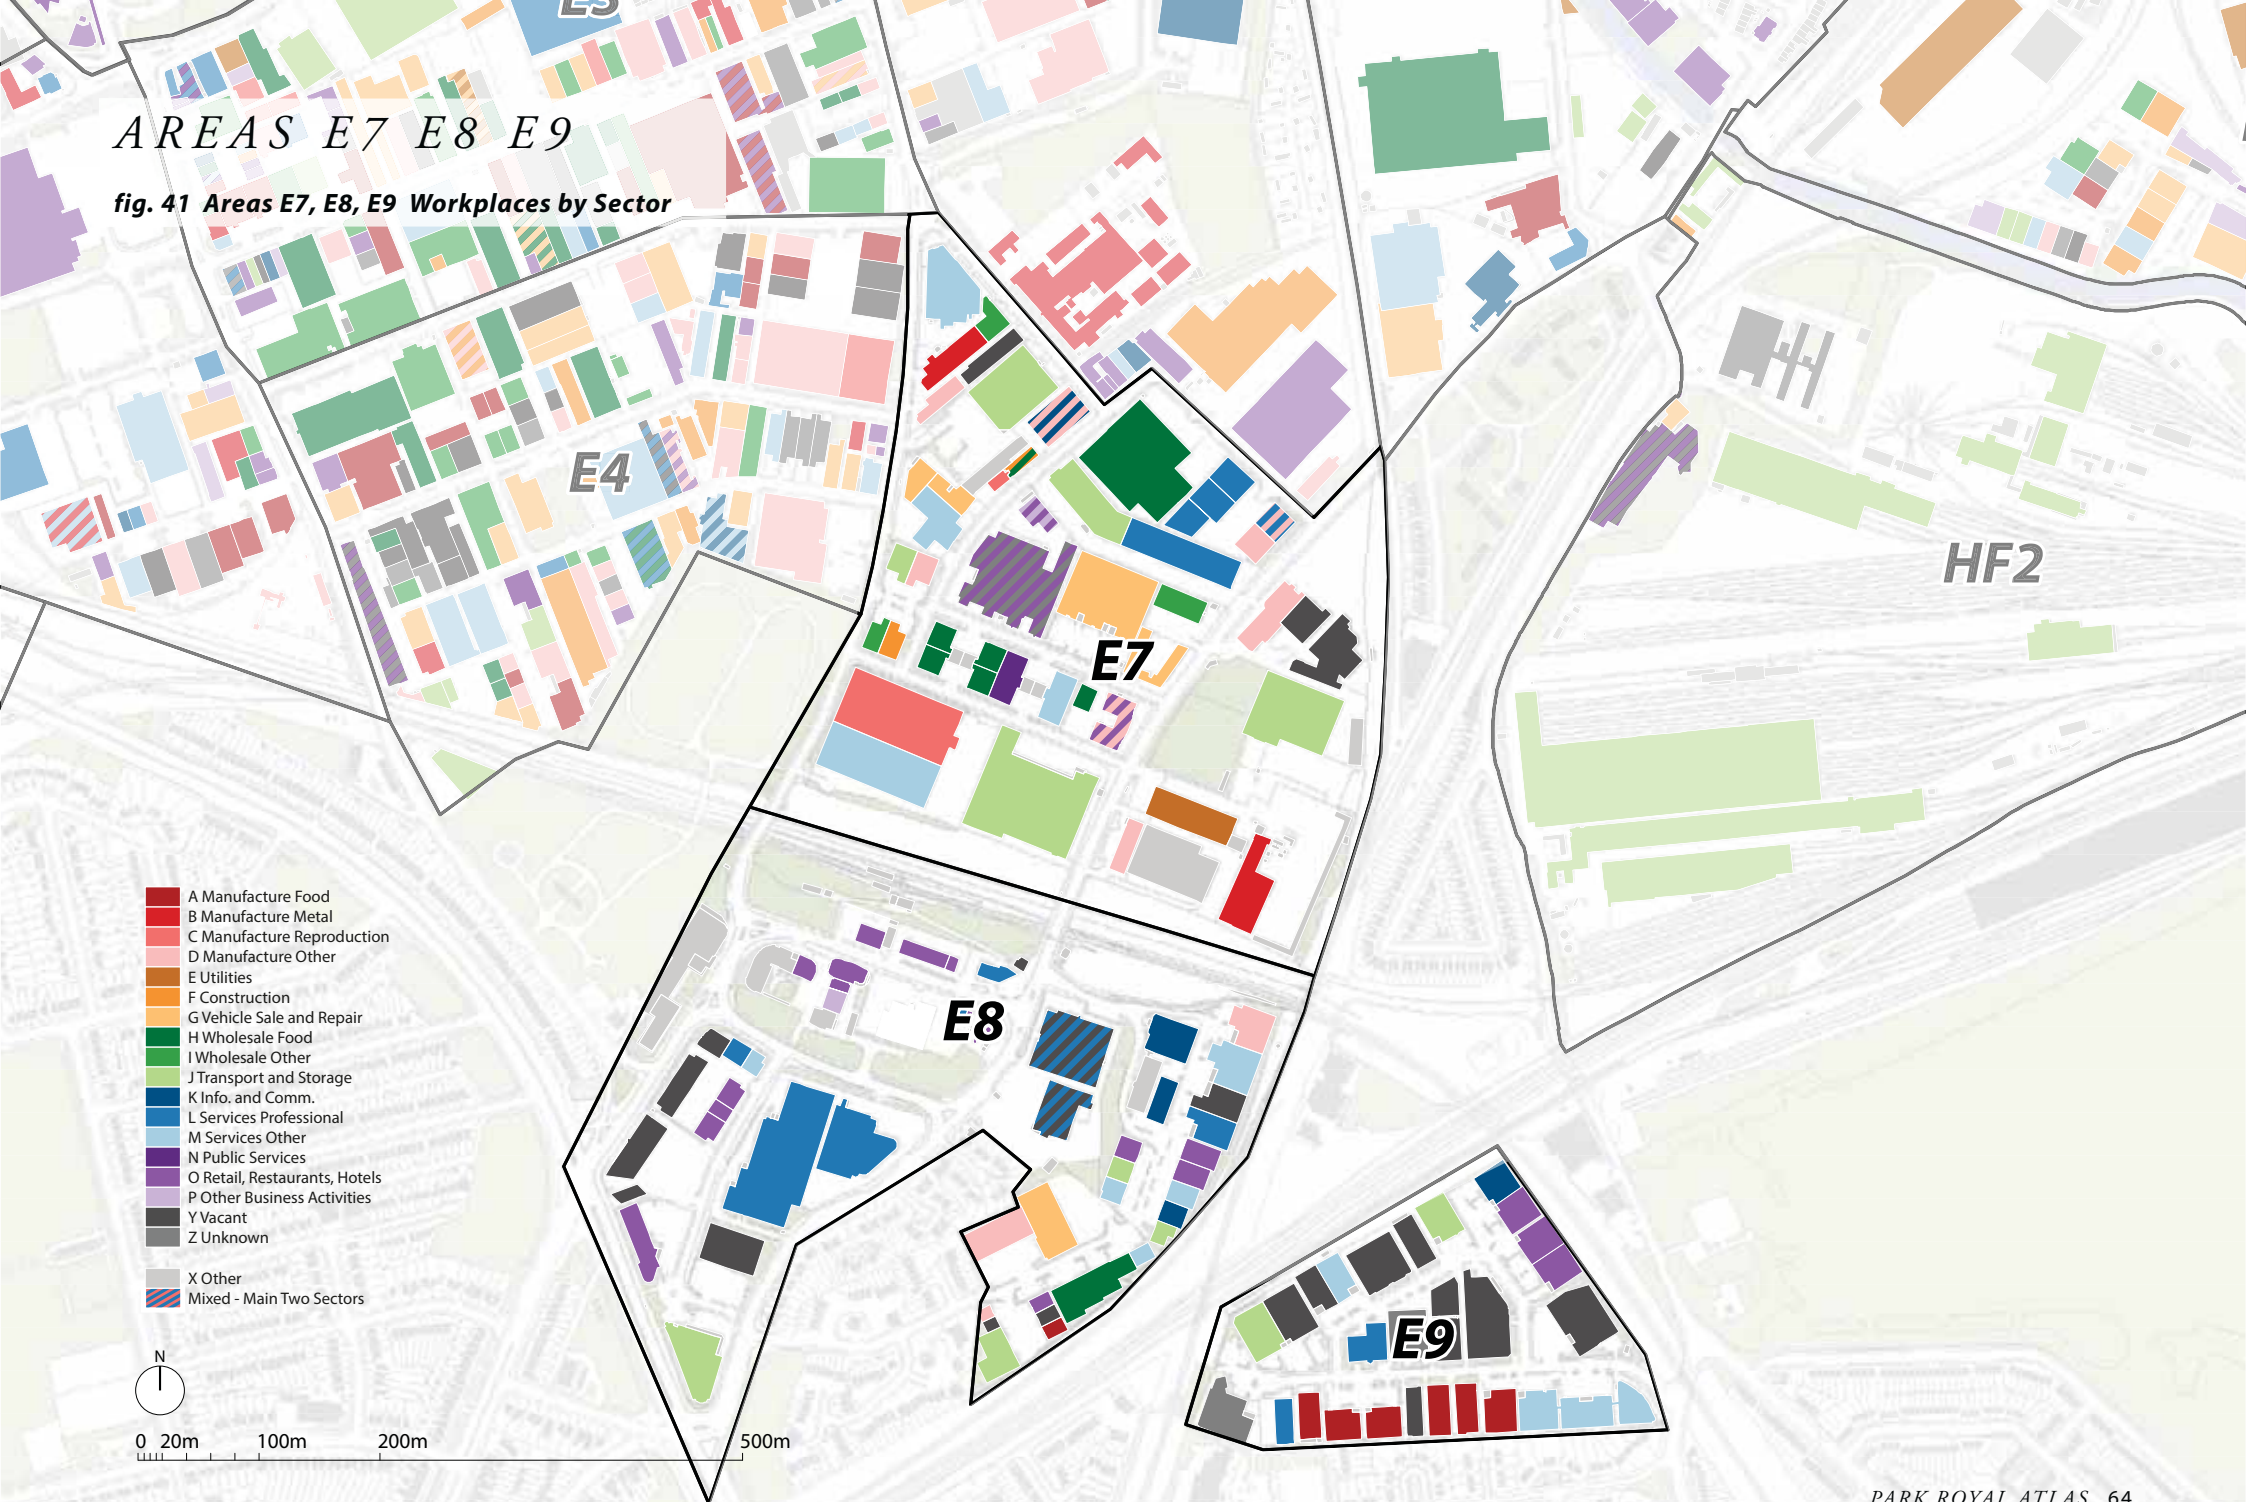 E3
AREAS E7 E8 E9
fig. 41 Areas E7, E8, E9 Workplaces by Sector
E4
HF2
E7
E8
E9
A Manufacture Food
B Manufacture Metal
C Manufacture Reproduction
D Manufacture Other
E Utilities
F Construction
G Vehicle Sale and Repair
H Wholesale Food
I Wholesale Other
J Transport and Storage
K Info. and Comm.
L Services Professional
M Services Other
N Public Services
O Retail, Restaurants, Hotels
P Other Business Activities
Y Vacant
Z Unknown
X Other
Mixed - Main Two Sectors
N
0 20m 100m 200m 500m
PARK ROYAL ATLAS 64